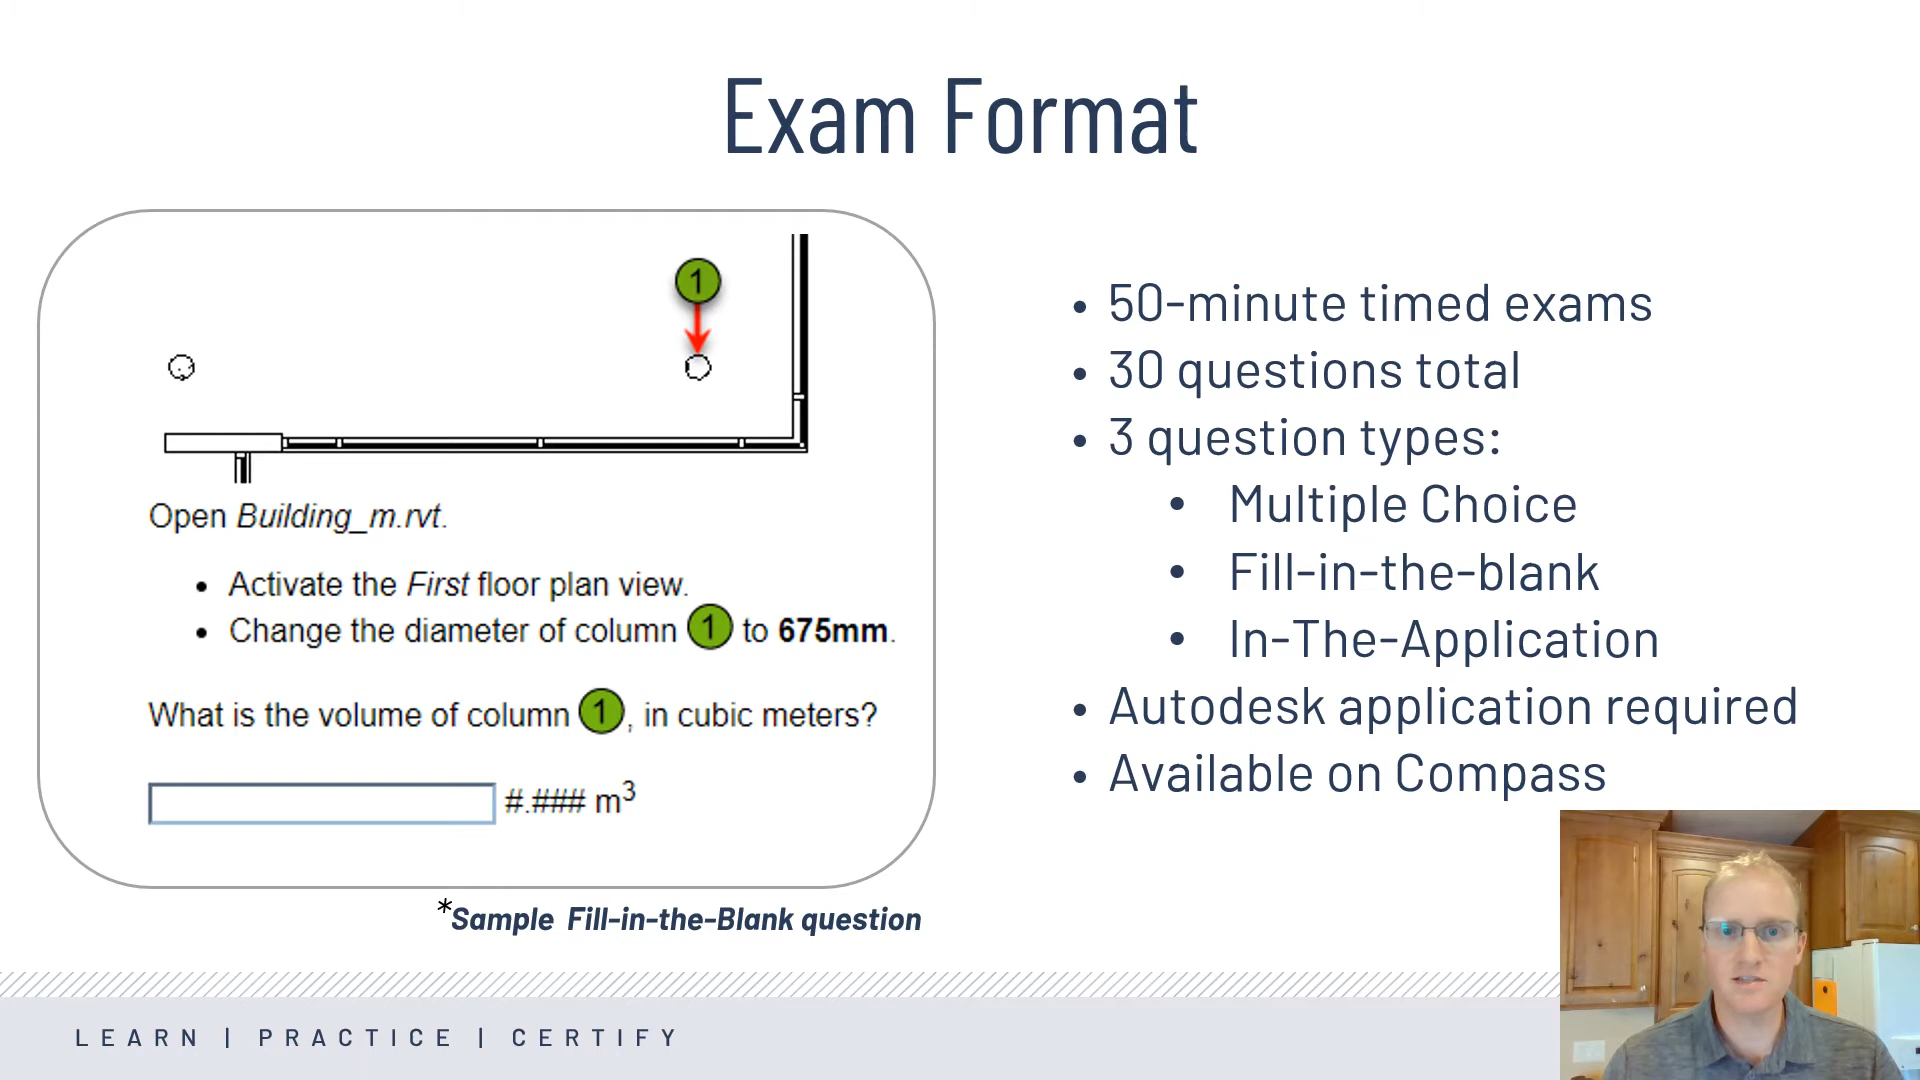 Exam Format
1
Open Building_m.rvt.
• Activate the First floor plan view.
• Change the diameter of column 1 to 675mm.
What is the volume of column 1, in cubic meters?
#.### m³
*Sample Fill-in-the-Blank question
• 50-minute timed exams
• 30 questions total
• 3 question types:
• Multiple Choice
• Fill-in-the-blank
• In-The-Application
• Autodesk application required
• Available on Compass
LEARN | PRACTICE | CERTIFY